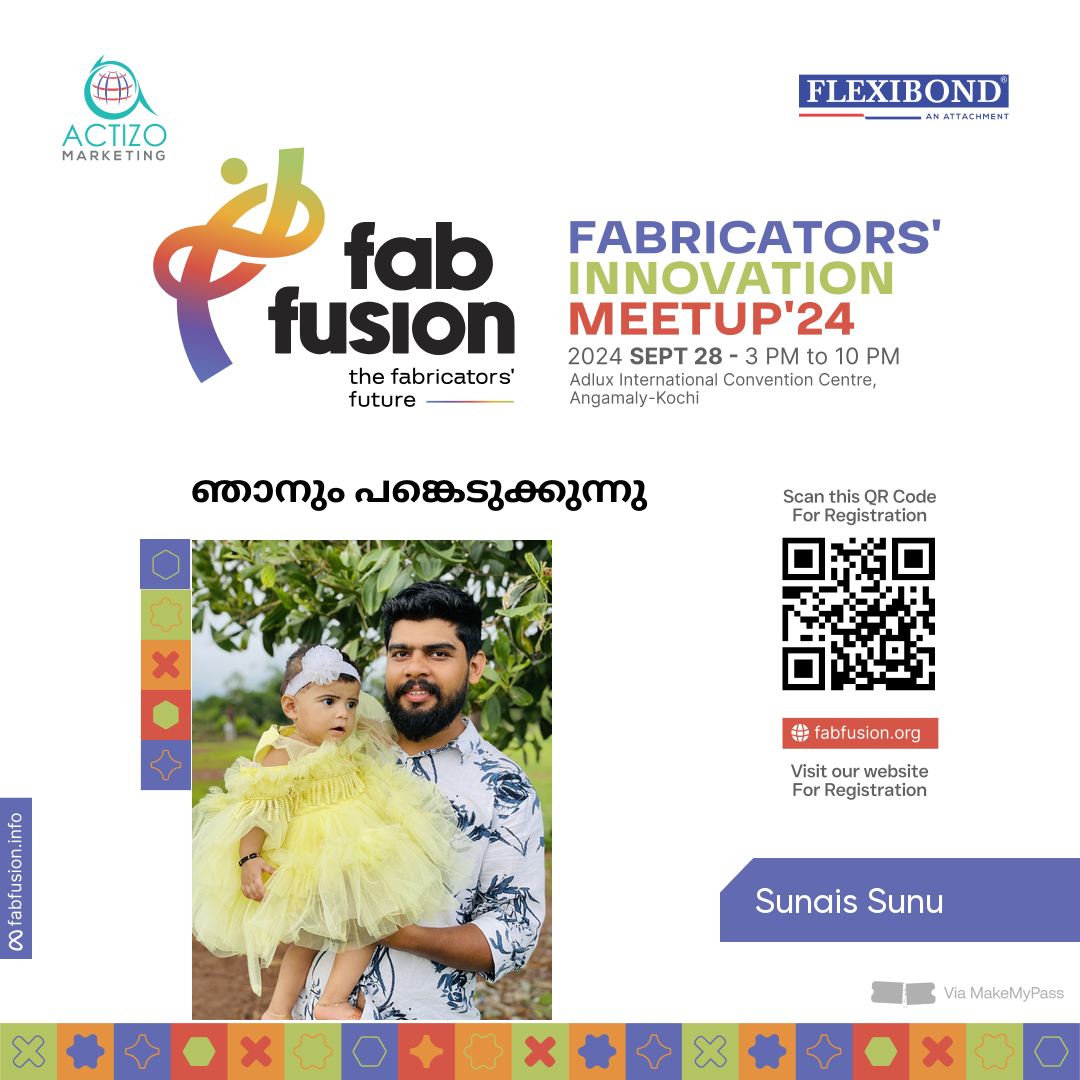 ACTIZO
MARKETING
FLEXIBOND®
AN ATTACHMENT
fab
fusion
the fabricators'
future
FABRICATORS'
INNOVATION
MEETUP'24
2024 SEPT 28 - 3 PM to 10 PM
Adlux International Convention Centre,
Angamaly-Kochi
ഞാനും പങ്കെടുക്കുന്നു
Scan this QR Code
For Registration
fabfusion.org
Visit our website
For Registration
fabfusion.info
Sunais Sunu
Via MakeMyPass